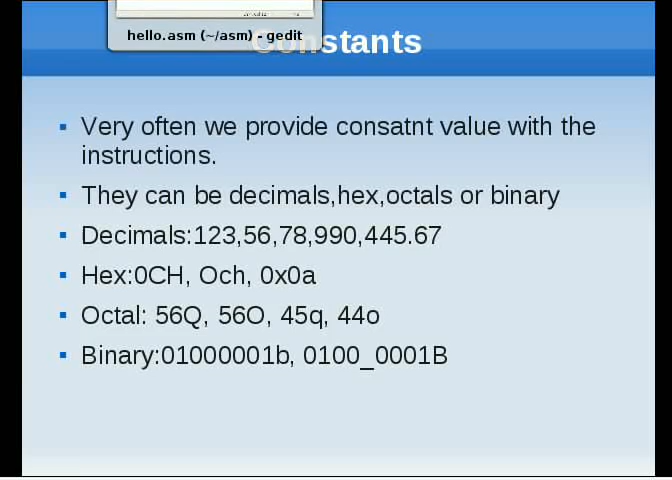 hello.asm (~/asm) - gedit
Constants
Very often we provide consatnt value with the
instructions.
They can be decimals,hex,octals or binary
Decimals:123,56,78,990,445.67
Hex:0CH, Och, 0x0a
Octal: 56Q, 56O, 45q, 44o
Binary:01000001b, 0100_0001B